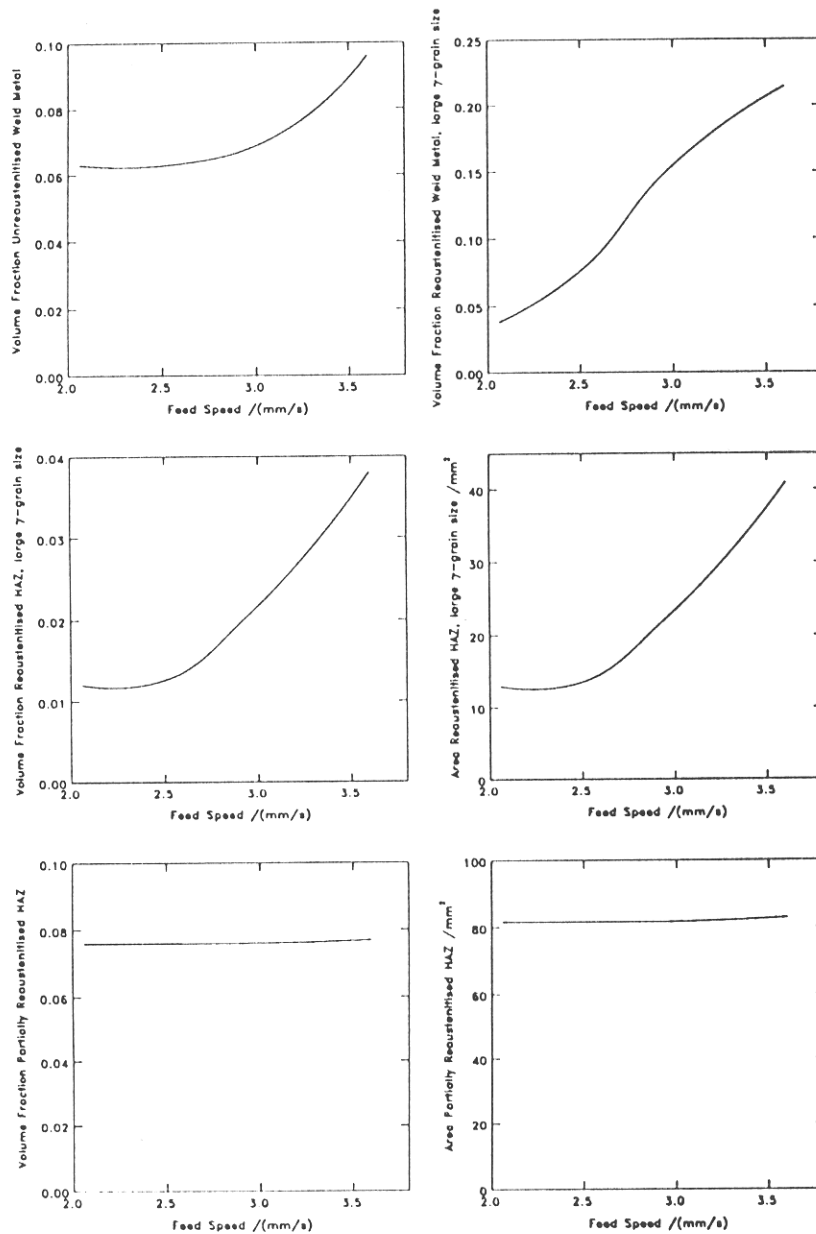 Volume Fraction Unreaustenitised Weld Metal
0.10
0.08
0.06
0.04
0.02
0.00
2.0 2.5 3.0 3.5
Feed Speed /(mm/s)
Volume Fraction Reaustenitised Weld Metal, large γ-grain size
0.25
0.20
0.15
0.10
0.05
0.00
2.0 2.5 3.0 3.5
Feed Speed /(mm/s)
Volume Fraction Reaustenitised HAZ, large γ-grain size
0.04
0.03
0.02
0.01
0.00
2.0 2.5 3.0 3.5
Feed Speed /(mm/s)
Area Reaustenitised HAZ, large γ-grain size /mm²
40
30
20
10
0
2.0 2.5 3.0 3.5
Feed Speed /(mm/s)
Volume Fraction Partially Reaustenitised HAZ
0.10
0.08
0.06
0.04
0.02
0.00
2.0 2.5 3.0 3.5
Feed Speed /(mm/s)
Area Partially Reaustenitised HAZ /mm²
100
80
60
40
20
0
2.0 2.5 3.0 3.5
Feed Speed /(mm/s)